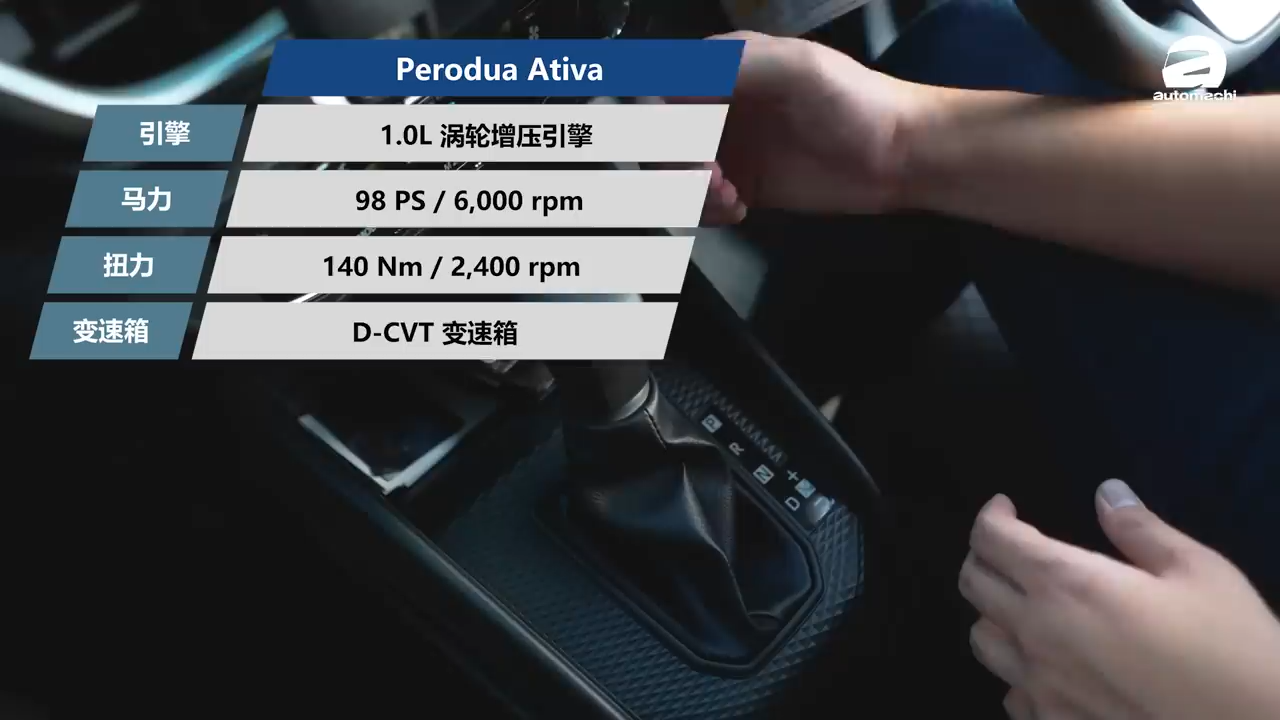 Perodua Ativa
automachi
引擎
1.0L 涡轮增压引擎
马力
98 PS / 6,000 rpm
扭力
140 Nm / 2,400 rpm
变速箱
D-CVT 变速箱
P
R
N
D
+